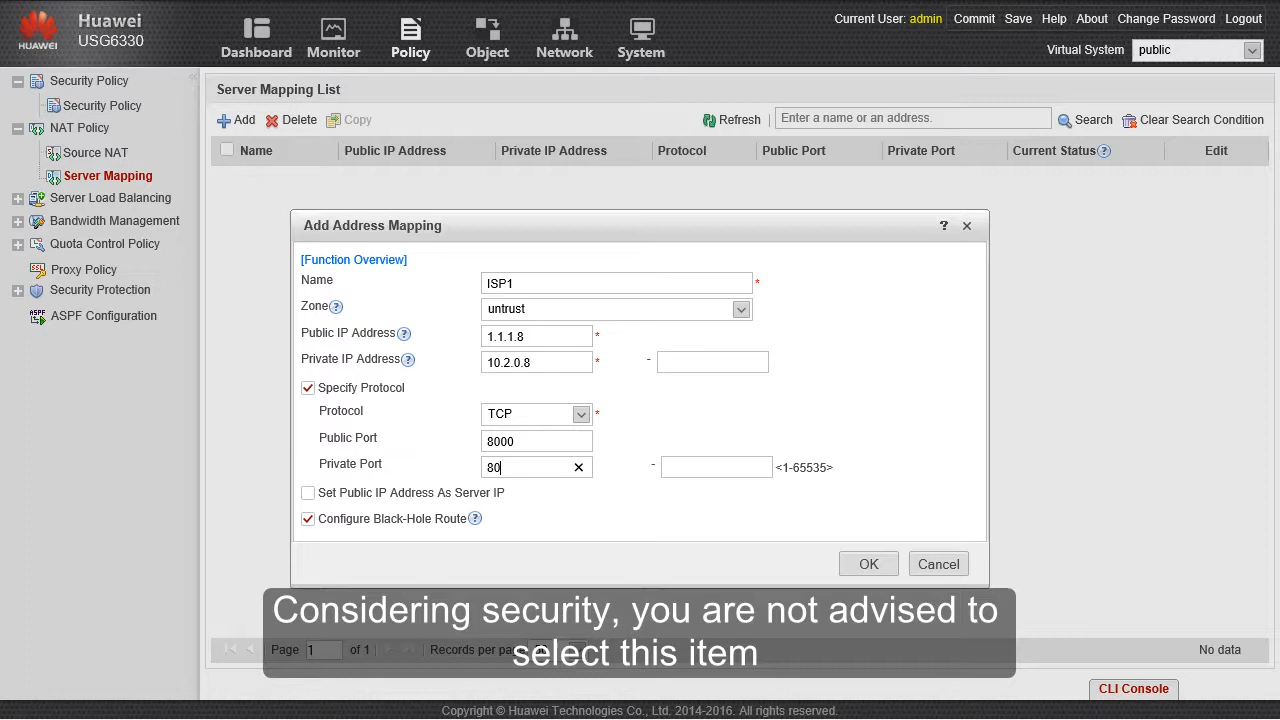 Huawei
USG6330
HUAWEI
Dashboard
Monitor
Policy
Object
Network
System
Current User: admin
Commit
Save
Help
About
Change Password
Logout
Virtual System
public
Security Policy
Security Policy
NAT Policy
Source NAT
Server Mapping
Server Load Balancing
Bandwidth Management
Quota Control Policy
Proxy Policy
Security Protection
ASPF Configuration
Server Mapping List
Add
Delete
Copy
Refresh
Enter a name or an address.
Search
Clear Search Condition
Name
Public IP Address
Private IP Address
Protocol
Public Port
Private Port
Current Status
Edit
Add Address Mapping
[Function Overview]
Name
ISP1
*
Zone
untrust
Public IP Address
1.1.1.8
*
Private IP Address
10.2.0.8
*
-
Specify Protocol
Protocol
TCP
*
Public Port
8000
Private Port
80
-
<1-65535>
Set Public IP Address As Server IP
Configure Black-Hole Route
OK
Cancel
Considering security, you are not advised to
select this item
Page 1 of 1
Records per
No data
CLI Console
Copyright © Huawei Technologies Co., Ltd. 2014-2016. All rights reserved.